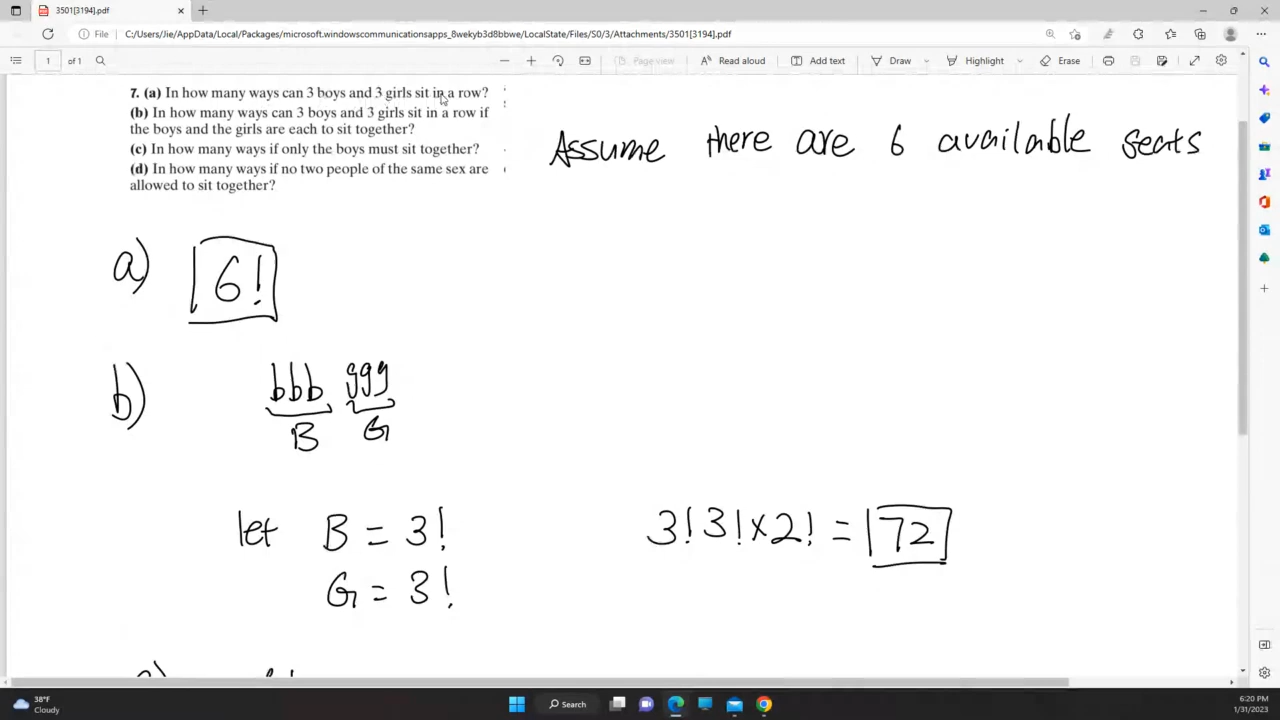 3501[3194].pdf
File C:/Users/Jie/AppData/Local/Packages/microsoft.windowscommunicationsapps_8wekyb3d8bbwe/LocalState/Files/S0/3/Attachments/3501[3194].pdf
1 of 1 Page view Read aloud Add text Draw Highlight Erase
7. (a) In how many ways can 3 boys and 3 girls sit in a row?
(b) In how many ways can 3 boys and 3 girls sit in a row if
the boys and the girls are each to sit together?
(c) In how many ways if only the boys must sit together?
(d) In how many ways if no two people of the same sex are
allowed to sit together?
Assume there are 6 available seats
a) 6!
b) bbb ggg
B G
let B = 3!
3!3!×2! = 72
G = 3!
38°F
Cloudy
Search
6:20 PM
1/31/2023